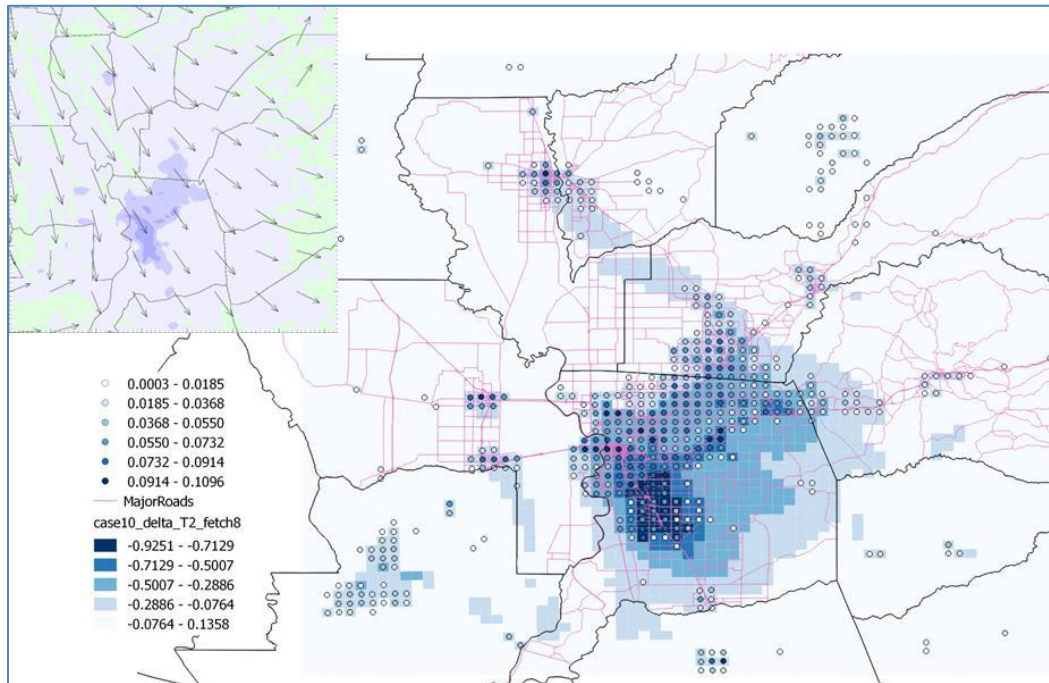 0.0003 - 0.0185
0.0185 - 0.0368
0.0368 - 0.0550
0.0550 - 0.0732
0.0732 - 0.0914
0.0914 - 0.1096
MajorRoads
case10_delta_T2_fetch8
-0.9251 - -0.7129
-0.7129 - -0.5007
-0.5007 - -0.2886
-0.2886 - -0.0764
-0.0764 - 0.1358